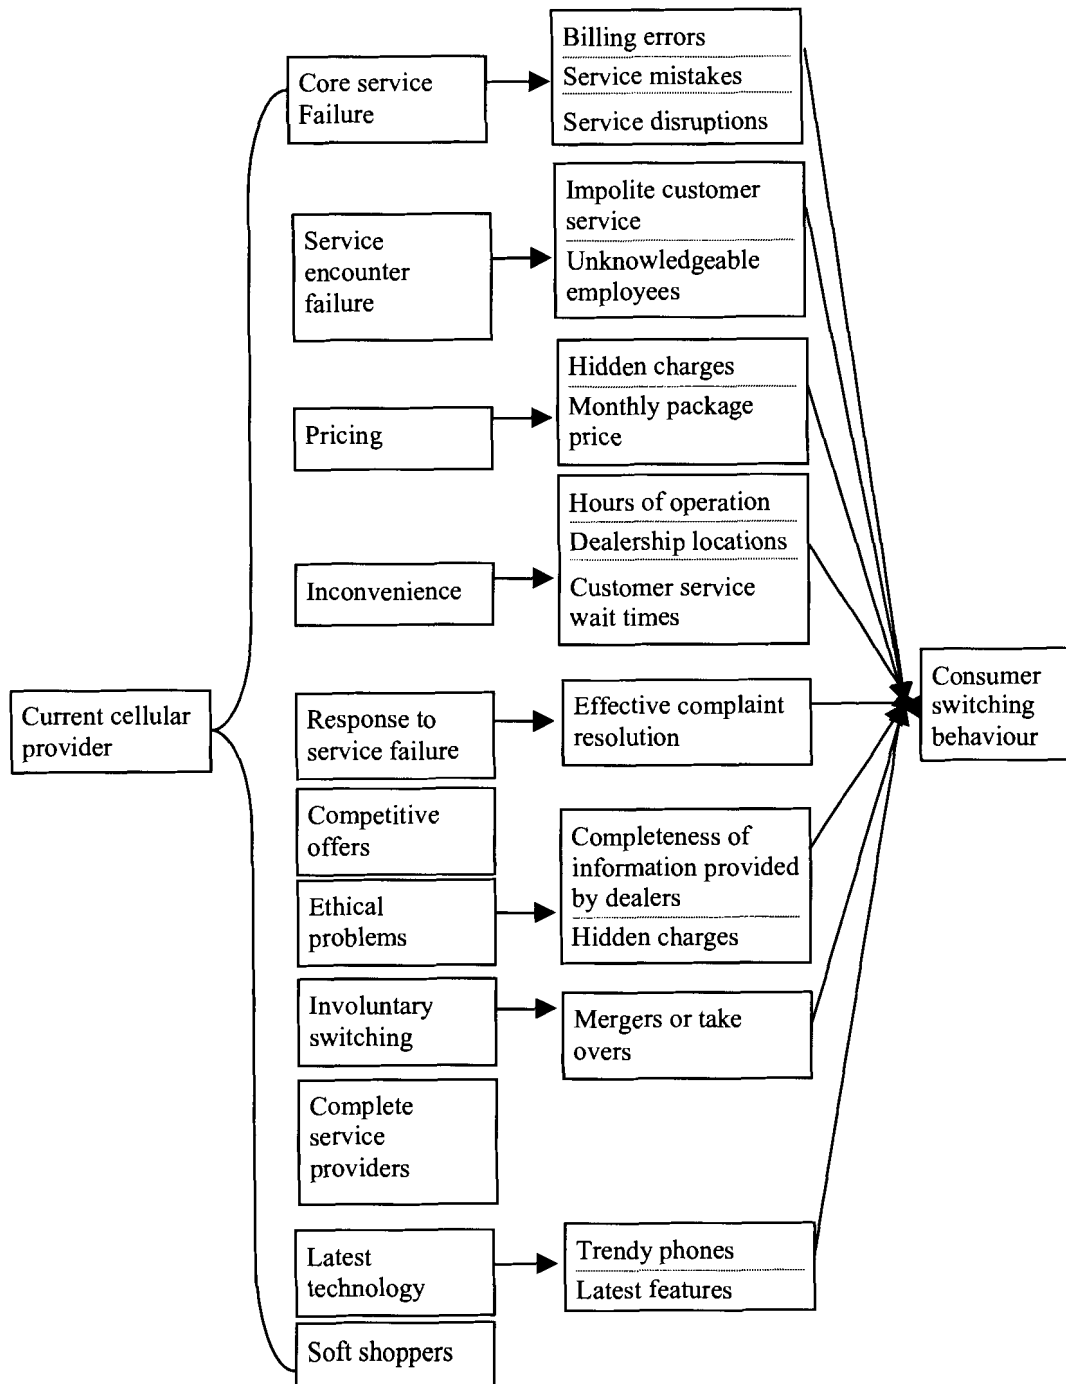 Current cellular
provider
Core service
Failure
Billing errors
Service mistakes
Service disruptions
Service
encounter
failure
Impolite customer
service
Unknowledgeable
employees
Pricing
Hidden charges
Monthly package
price
Inconvenience
Hours of operation
Dealership locations
Customer service
wait times
Response to
service failure
Effective complaint
resolution
Competitive
offers
Ethical
problems
Completeness of
information provided
by dealers
Hidden charges
Involuntary
switching
Mergers or take
overs
Complete
service
providers
Latest
technology
Trendy phones
Latest features
Soft shoppers
Consumer
switching
behaviour